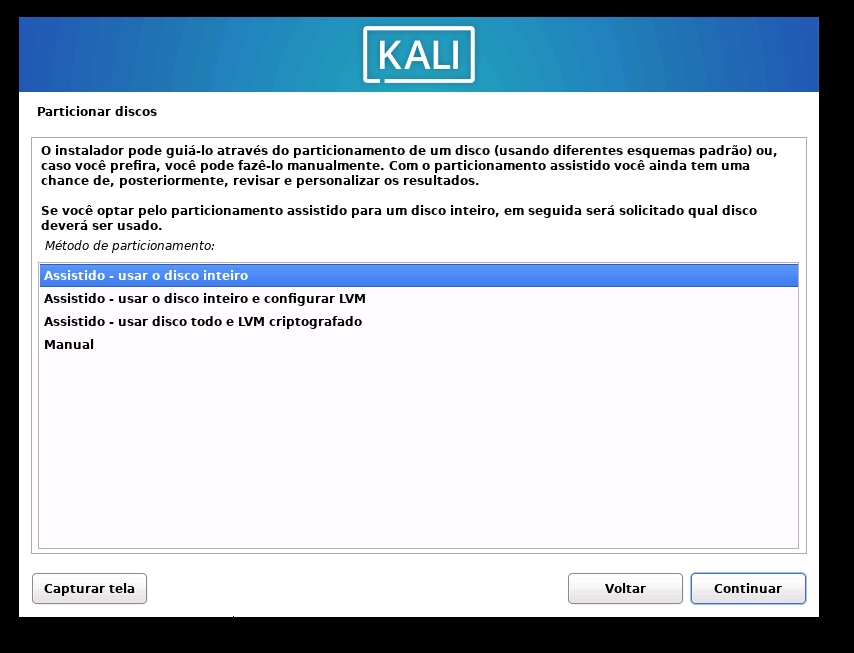 KALI
Particionar discos
O instalador pode guiá-lo através do particionamento de um disco (usando diferentes esquemas padrão) ou,
caso você prefira, você pode fazê-lo manualmente. Com o particionamento assistido você ainda tem uma
chance de, posteriormente, revisar e personalizar os resultados.
Se você optar pelo particionamento assistido para um disco inteiro, em seguida será solicitado qual disco
deverá ser usado.
Método de particionamento:
Assistido - usar o disco inteiro
Assistido - usar o disco inteiro e configurar LVM
Assistido - usar disco todo e LVM criptografado
Manual
Capturar tela
Voltar
Continuar